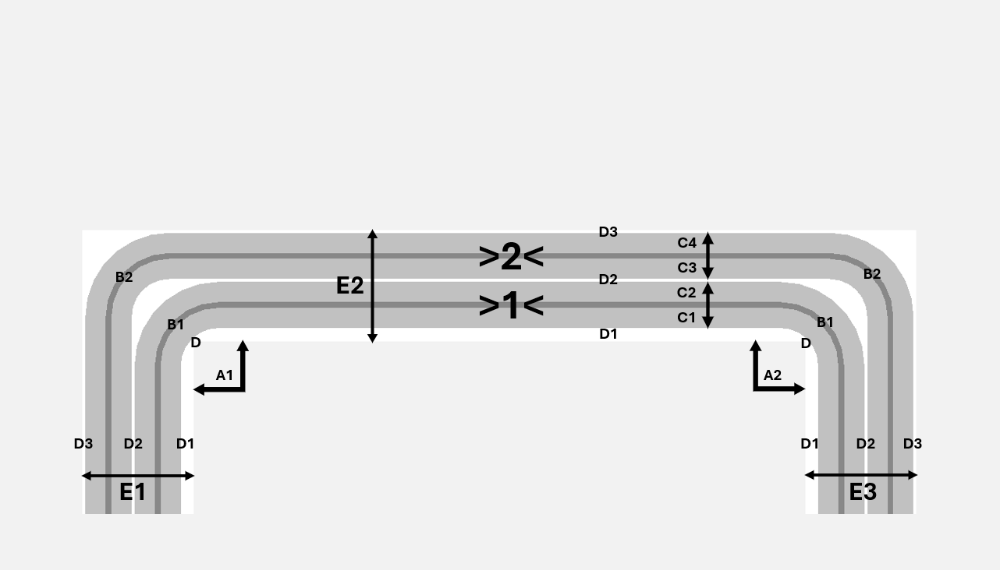 D3
C4
>2<
C3
B2
B2
D2
E2
C2
>1<
C1
B1
B1
D1
D
D
A1
A2
D3
D2
D1
D1
D2
D3
E1
E3